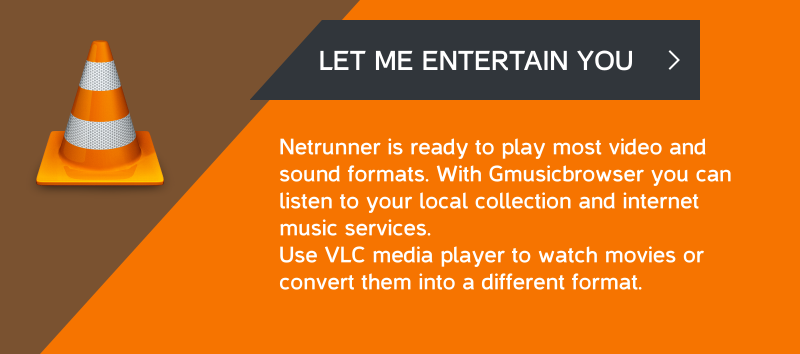 LET ME ENTERTAIN YOU
Netrunner is ready to play most video and
sound formats. With Gmusicbrowser you can
listen to your local collection and internet
music services.
Use VLC media player to watch movies or
convert them into a different format.